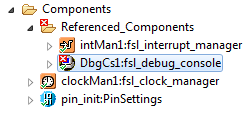 Components
Referenced_Components
intMan1:fsl_interrupt_manager
DbgCs1:fsl_debug_console
clockMan1:fsl_clock_manager
pin_init:PinSettings